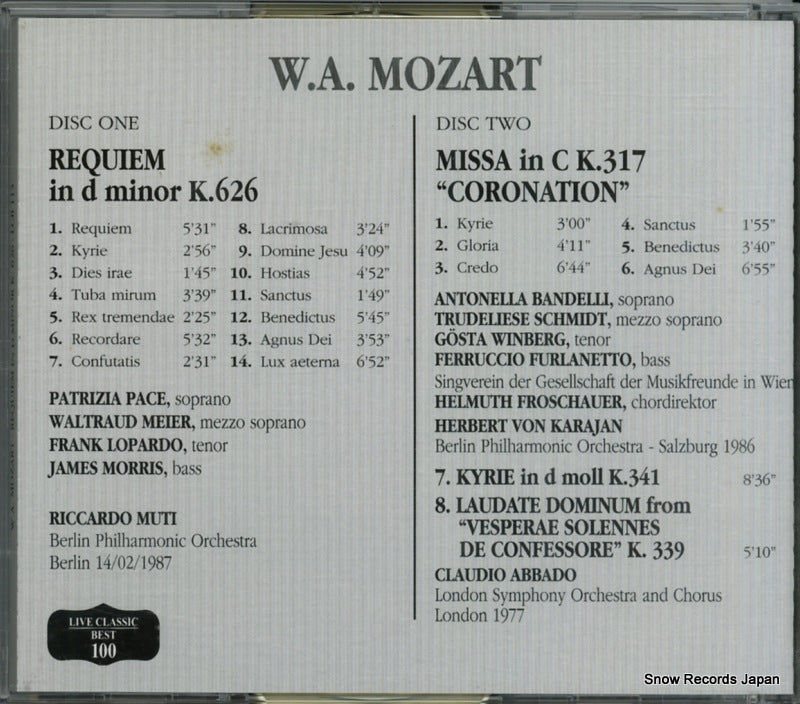 W.A. MOZART
DISC ONE
REQUIEM
in d minor K.626
1. Requiem 5'31"
2. Kyrie 2'56"
3. Dies irae 1'45"
4. Tuba mirum 3'39"
5. Rex tremendae 2'25"
6. Recordare 5'32"
7. Confutatis 2'31"
8. Lacrimosa 3'24"
9. Domine Jesu 4'09"
10. Hostias 4'52"
11. Sanctus 1'49"
12. Benedictus 5'45"
13. Agnus Dei 3'53"
14. Lux aeterna 6'52"
PATRIZIA PACE, soprano
WALTRAUD MEIER, mezzo soprano
FRANK LOPARDO, tenor
JAMES MORRIS, bass
RICCARDO MUTI
Berlin Philharmonic Orchestra
Berlin 14/02/1987
LIVE CLASSIC
BEST
100
DISC TWO
MISSA in C K.317
"CORONATION"
1. Kyrie 3'00"
2. Gloria 4'11"
3. Credo 6'44"
4. Sanctus 1'55"
5. Benedictus 3'40"
6. Agnus Dei 6'55"
ANTONELLA BANDELLI, soprano
TRUDELIESE SCHMIDT, mezzo soprano
GÖSTA WINBERG, tenor
FERRUCCIO FURLANETTO, bass
Singverein der Gesellschaft der Musikfreunde in Wien
HELMUTH FROSCHAUER, chordirektor
HERBERT VON KARAJAN
Berlin Philharmonic Orchestra - Salzburg 1986
7. KYRIE in d moll K.341 8'36"
8. LAUDATE DOMINUM from
"VESPERAE SOLENNES
DE CONFESSORE" K. 339 5'10"
CLAUDIO ABBADO
London Symphony Orchestra and Chorus
London 1977
Snow Records Japan